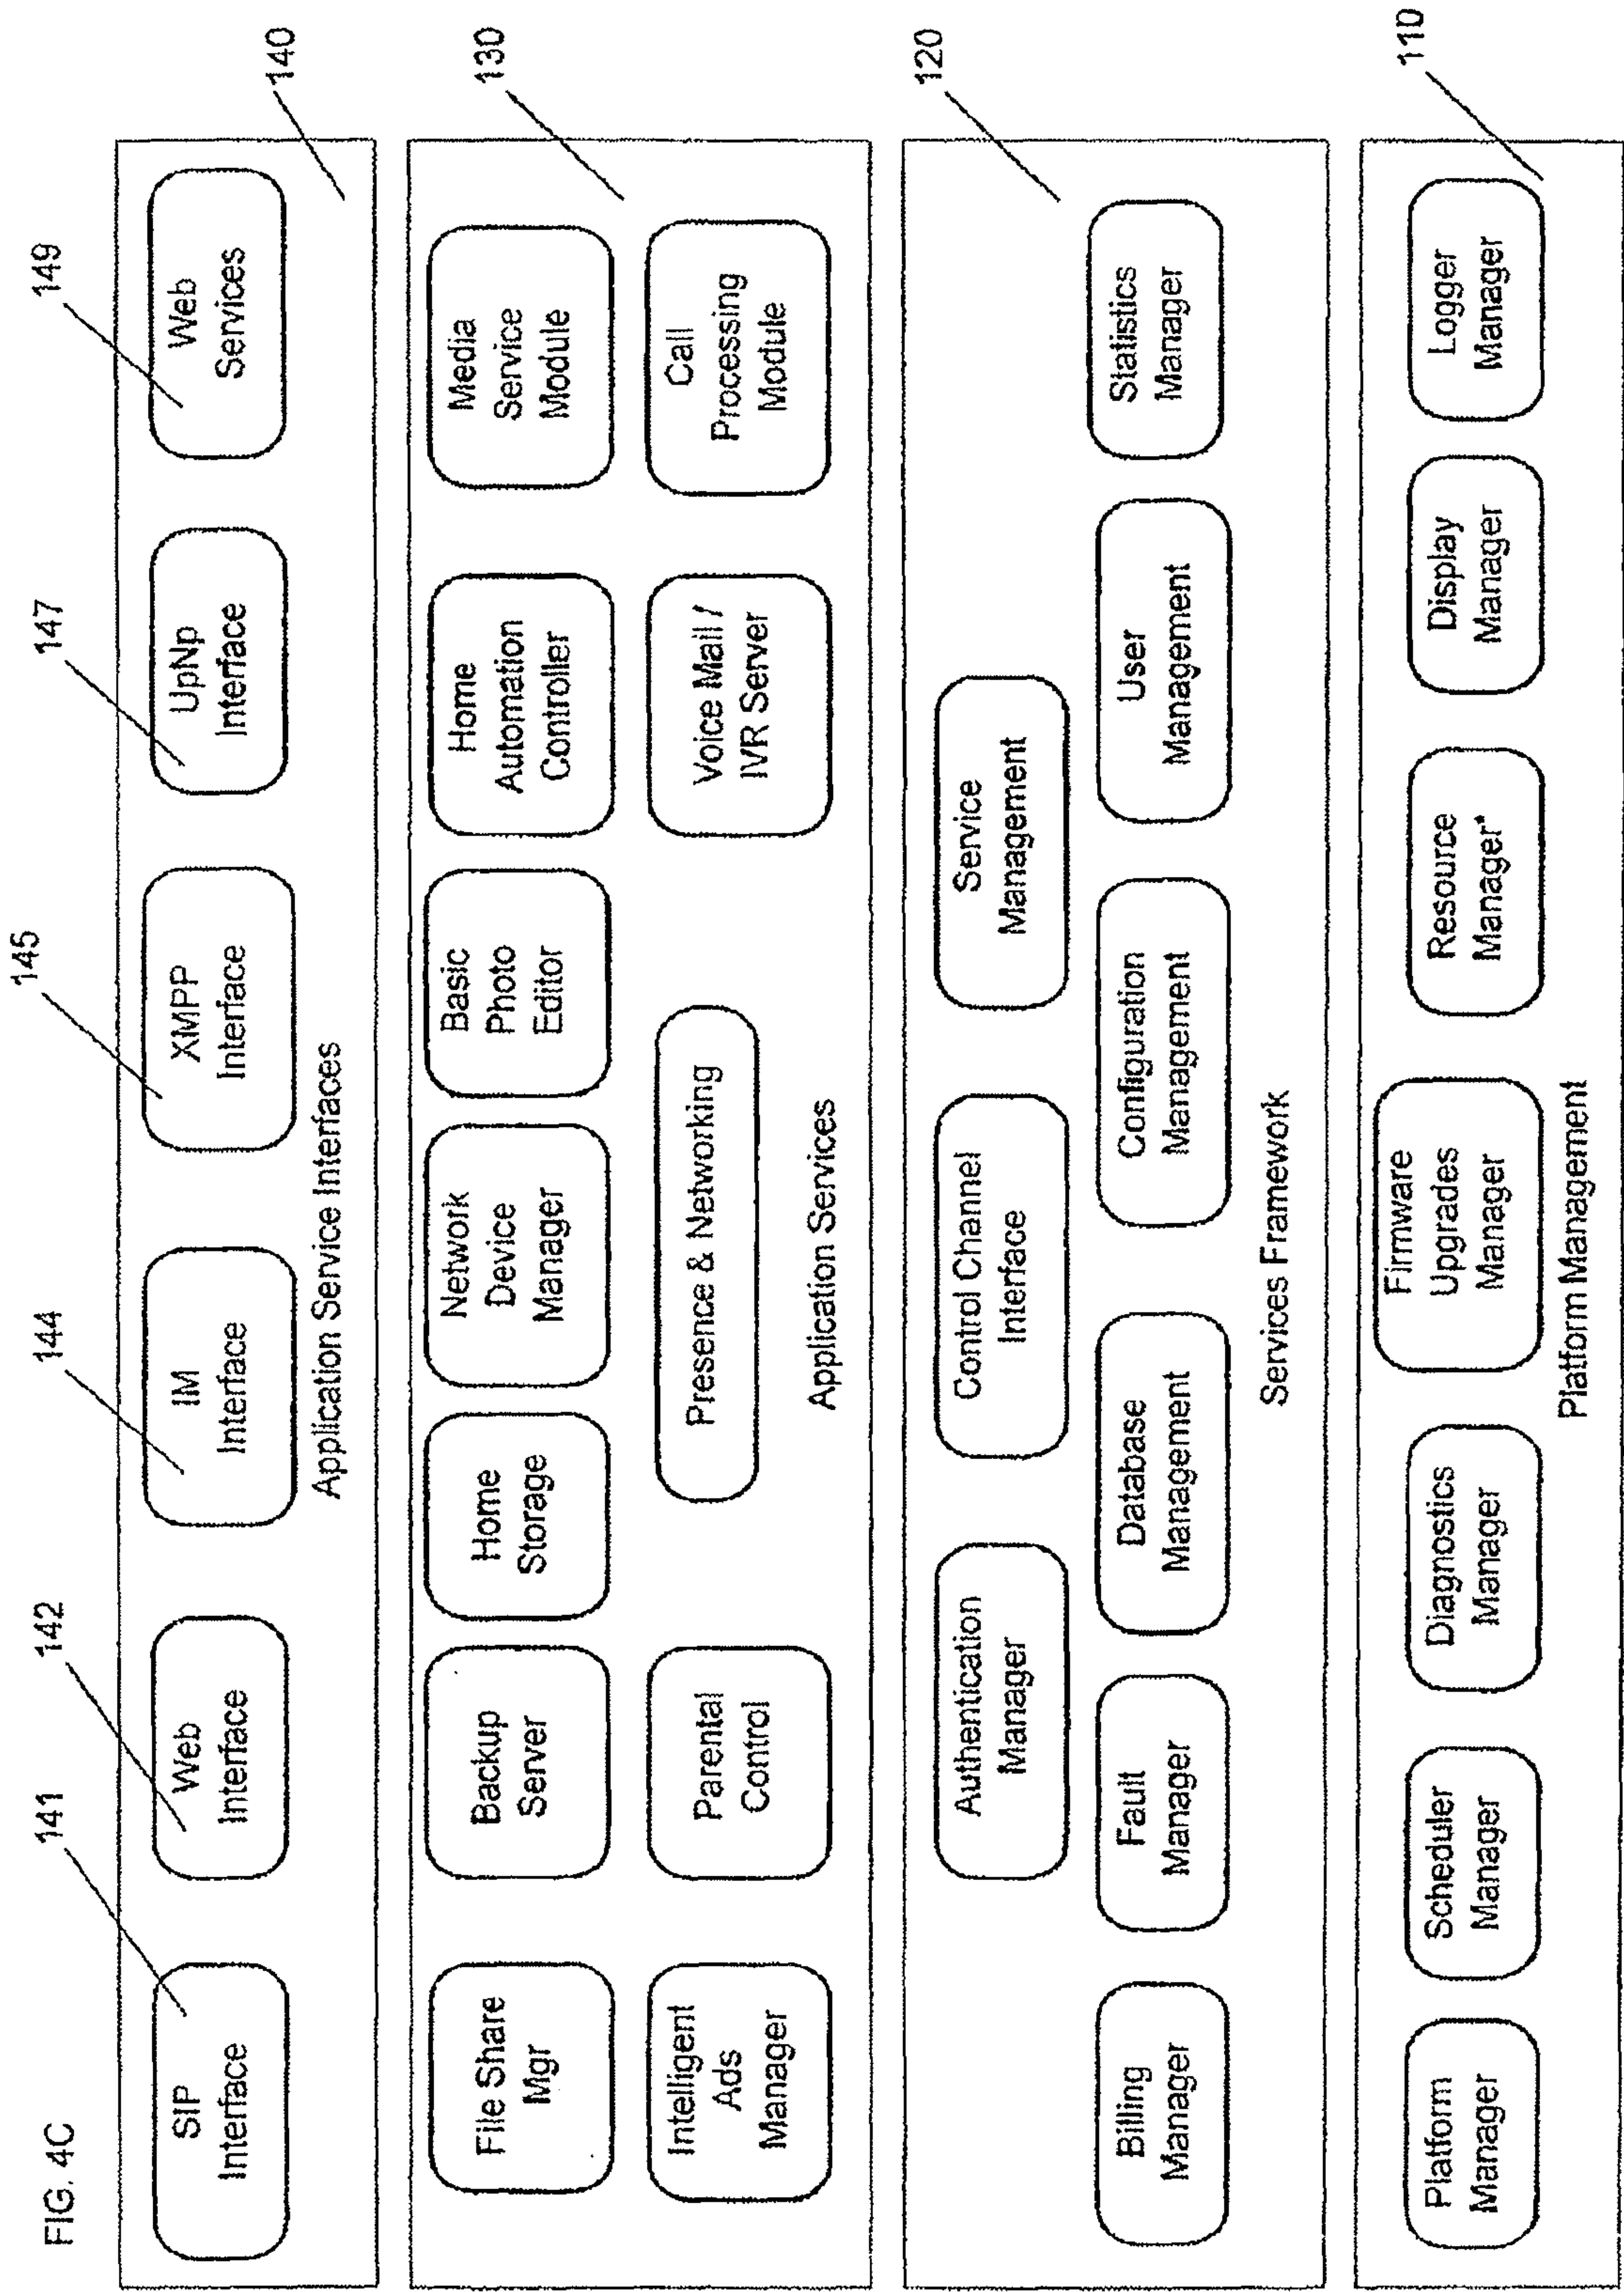 FIG. 4C
141
142
144
145
147
149
140
SIP
Interface
Web
Interface
IM
Interface
XMPP
Interface
UpNp
Interface
Web
Services
Application Service Interfaces
130
File Share
Mgr
Backup
Server
Home
Storage
Network
Device
Manager
Basic
Photo
Editor
Home
Automation
Controller
Media
Service
Module
Intelligent
Ads
Manager
Parental
Control
Presence & Networking
Voice Mail /
IVR Server
Call
Processing
Module
Application Services
120
Authentication
Manager
Control Channel
Interface
Service
Management
Billing
Manager
Fault
Manager
Database
Management
Configuration
Management
User
Management
Statistics
Manager
Services Framework
110
Platform
Manager
Scheduler
Manager
Diagnostics
Manager
Firmware
Upgrades
Manager
Resource
Manager*
Display
Manager
Logger
Manager
Platform Management